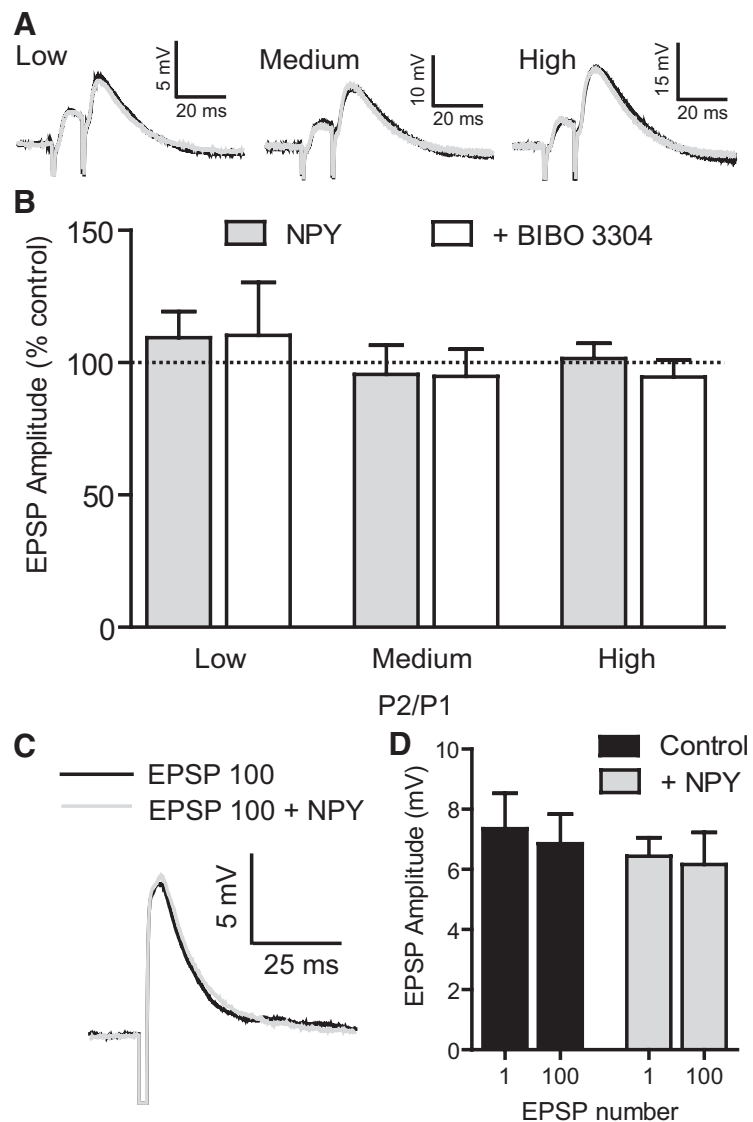 A
Low
5 mV
20 ms
Medium
10 mV
20 ms
High
15 mV
20 ms
B
EPSP Amplitude (% control)
150
100
50
0
NPY
+ BIBO 3304
Low
Medium
High
P2/P1
C
EPSP 100
EPSP 100 + NPY
5 mV
25 ms
D
EPSP Amplitude (mV)
10
8
6
4
2
0
Control
+ NPY
1
100
1
100
EPSP number